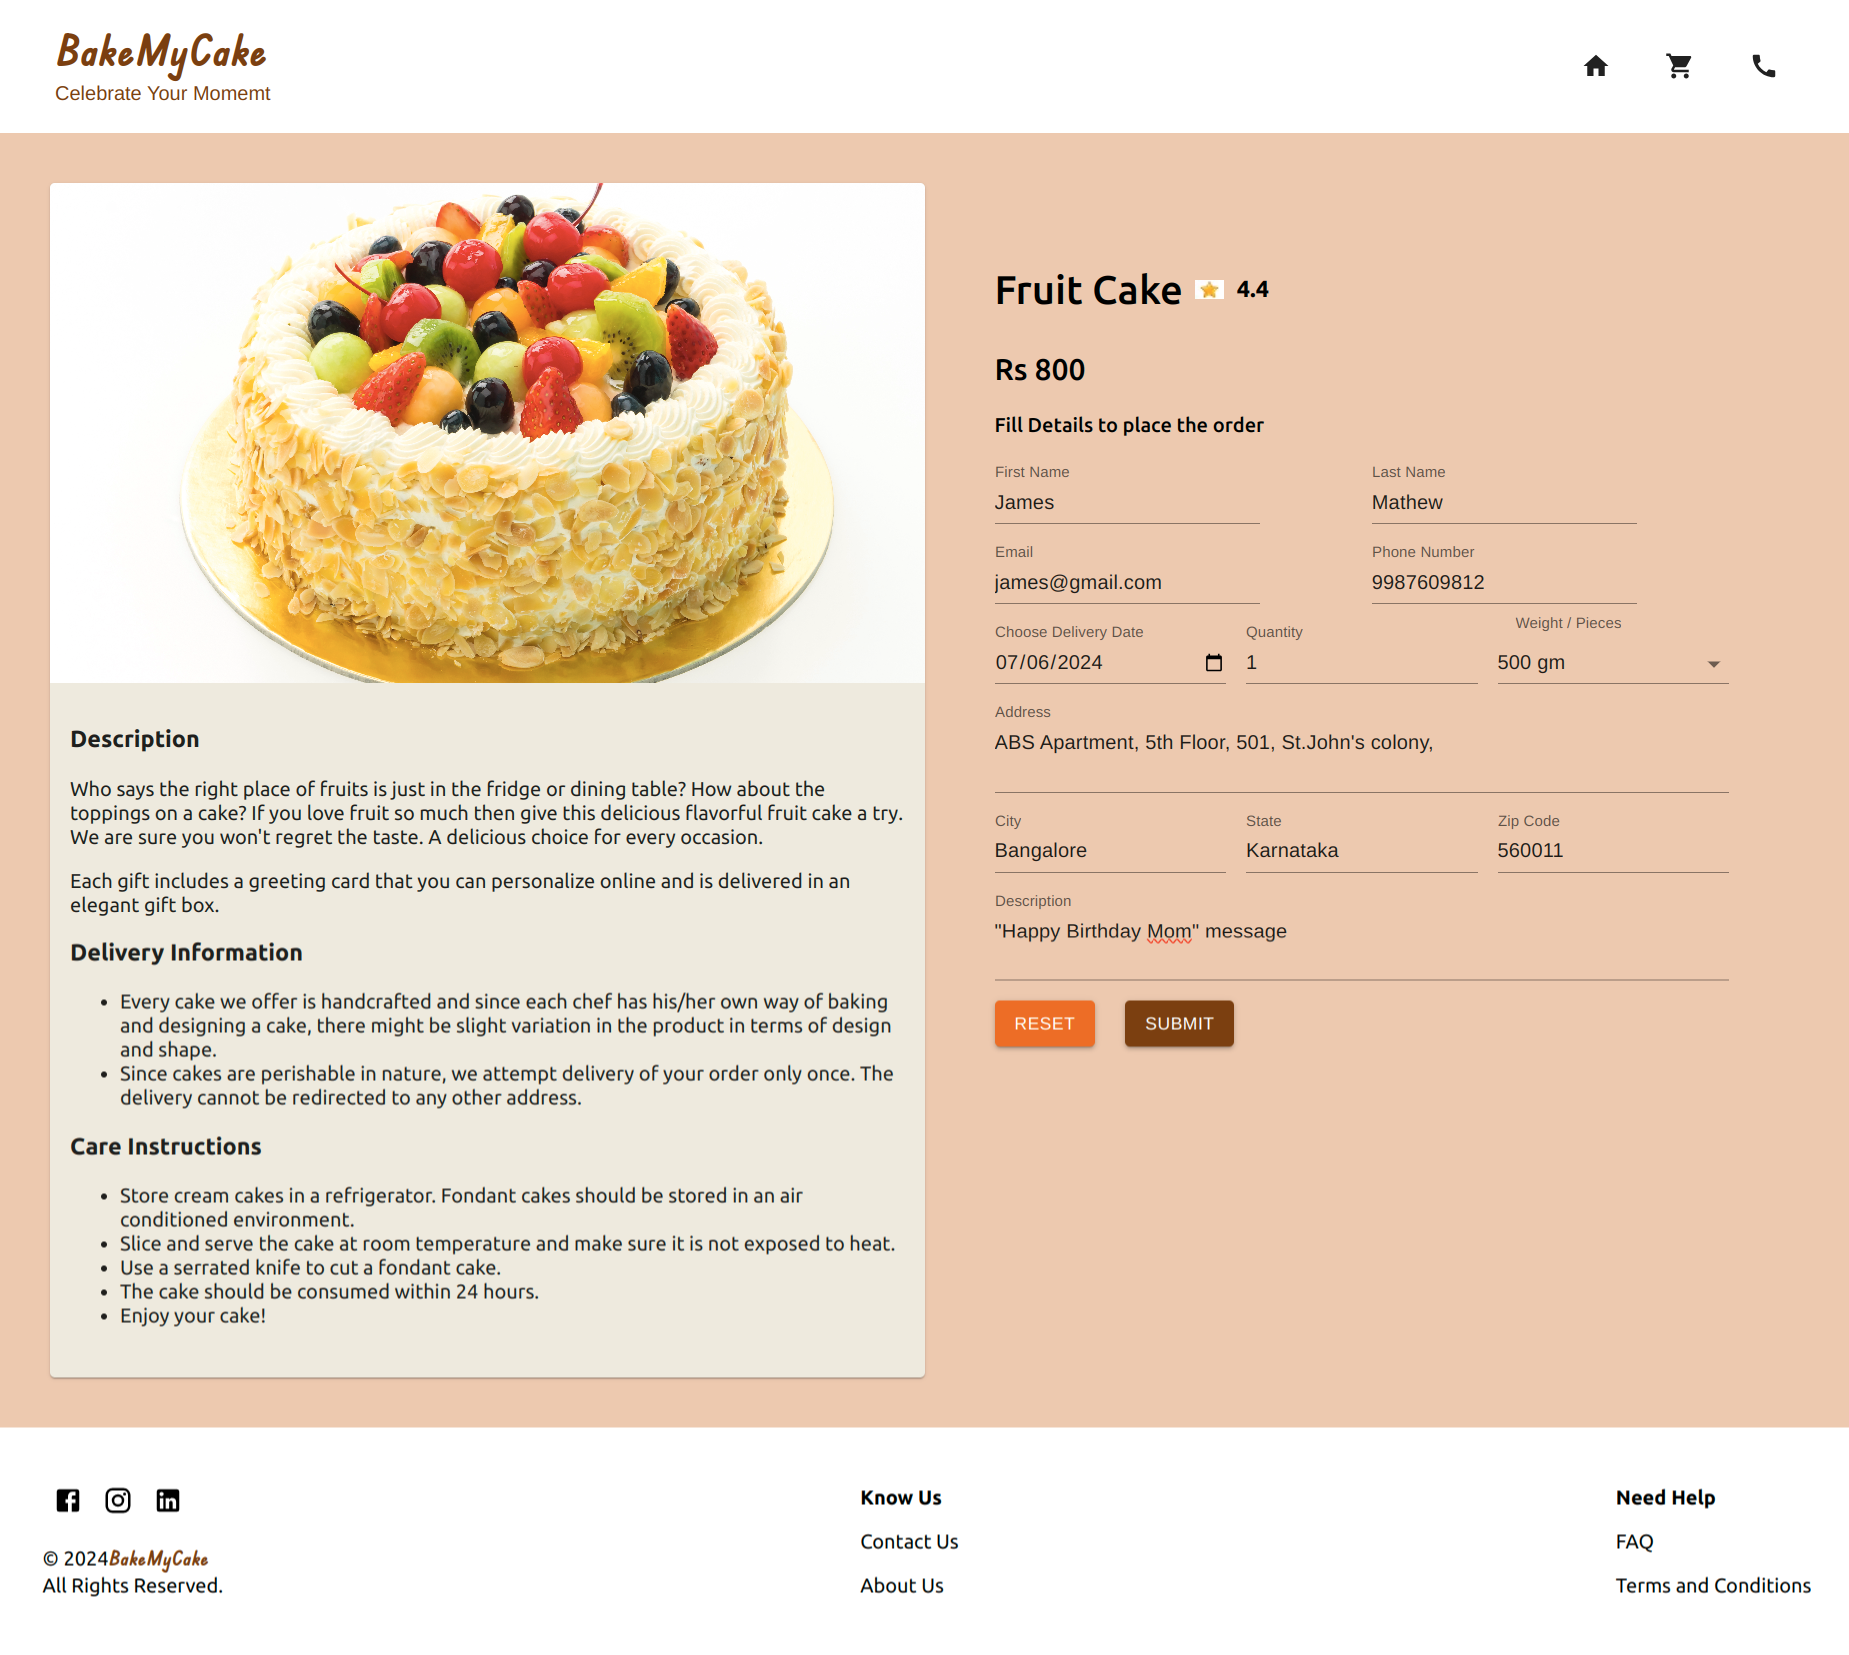 BakeMyCake
Celebrate Your Momemt
Fruit Cake 4.4
Rs 800
Fill Details to place the order
First Name
James
Last Name
Mathew
Email
james@gmail.com
Phone Number
9987609812
Choose Delivery Date
07/06/2024
Quantity
1
Weight / Pieces
500 gm
Address
ABS Apartment, 5th Floor, 501, St.John's colony,
City
Bangalore
State
Karnataka
Zip Code
560011
Description
"Happy Birthday Mom" message
RESET
SUBMIT
Description
Who says the right place of fruits is just in the fridge or dining table? How about the
toppings on a cake? If you love fruit so much then give this delicious flavorful fruit cake a try.
We are sure you won't regret the taste. A delicious choice for every occasion.
Each gift includes a greeting card that you can personalize online and is delivered in an
elegant gift box.
Delivery Information
• Every cake we offer is handcrafted and since each chef has his/her own way of baking
and designing a cake, there might be slight variation in the product in terms of design
and shape.
• Since cakes are perishable in nature, we attempt delivery of your order only once. The
delivery cannot be redirected to any other address.
Care Instructions
• Store cream cakes in a refrigerator. Fondant cakes should be stored in an air
conditioned environment.
• Slice and serve the cake at room temperature and make sure it is not exposed to heat.
• Use a serrated knife to cut a fondant cake.
• The cake should be consumed within 24 hours.
• Enjoy your cake!
© 2024BakeMyCake
All Rights Reserved.
Know Us
Contact Us
About Us
Need Help
FAQ
Terms and Conditions